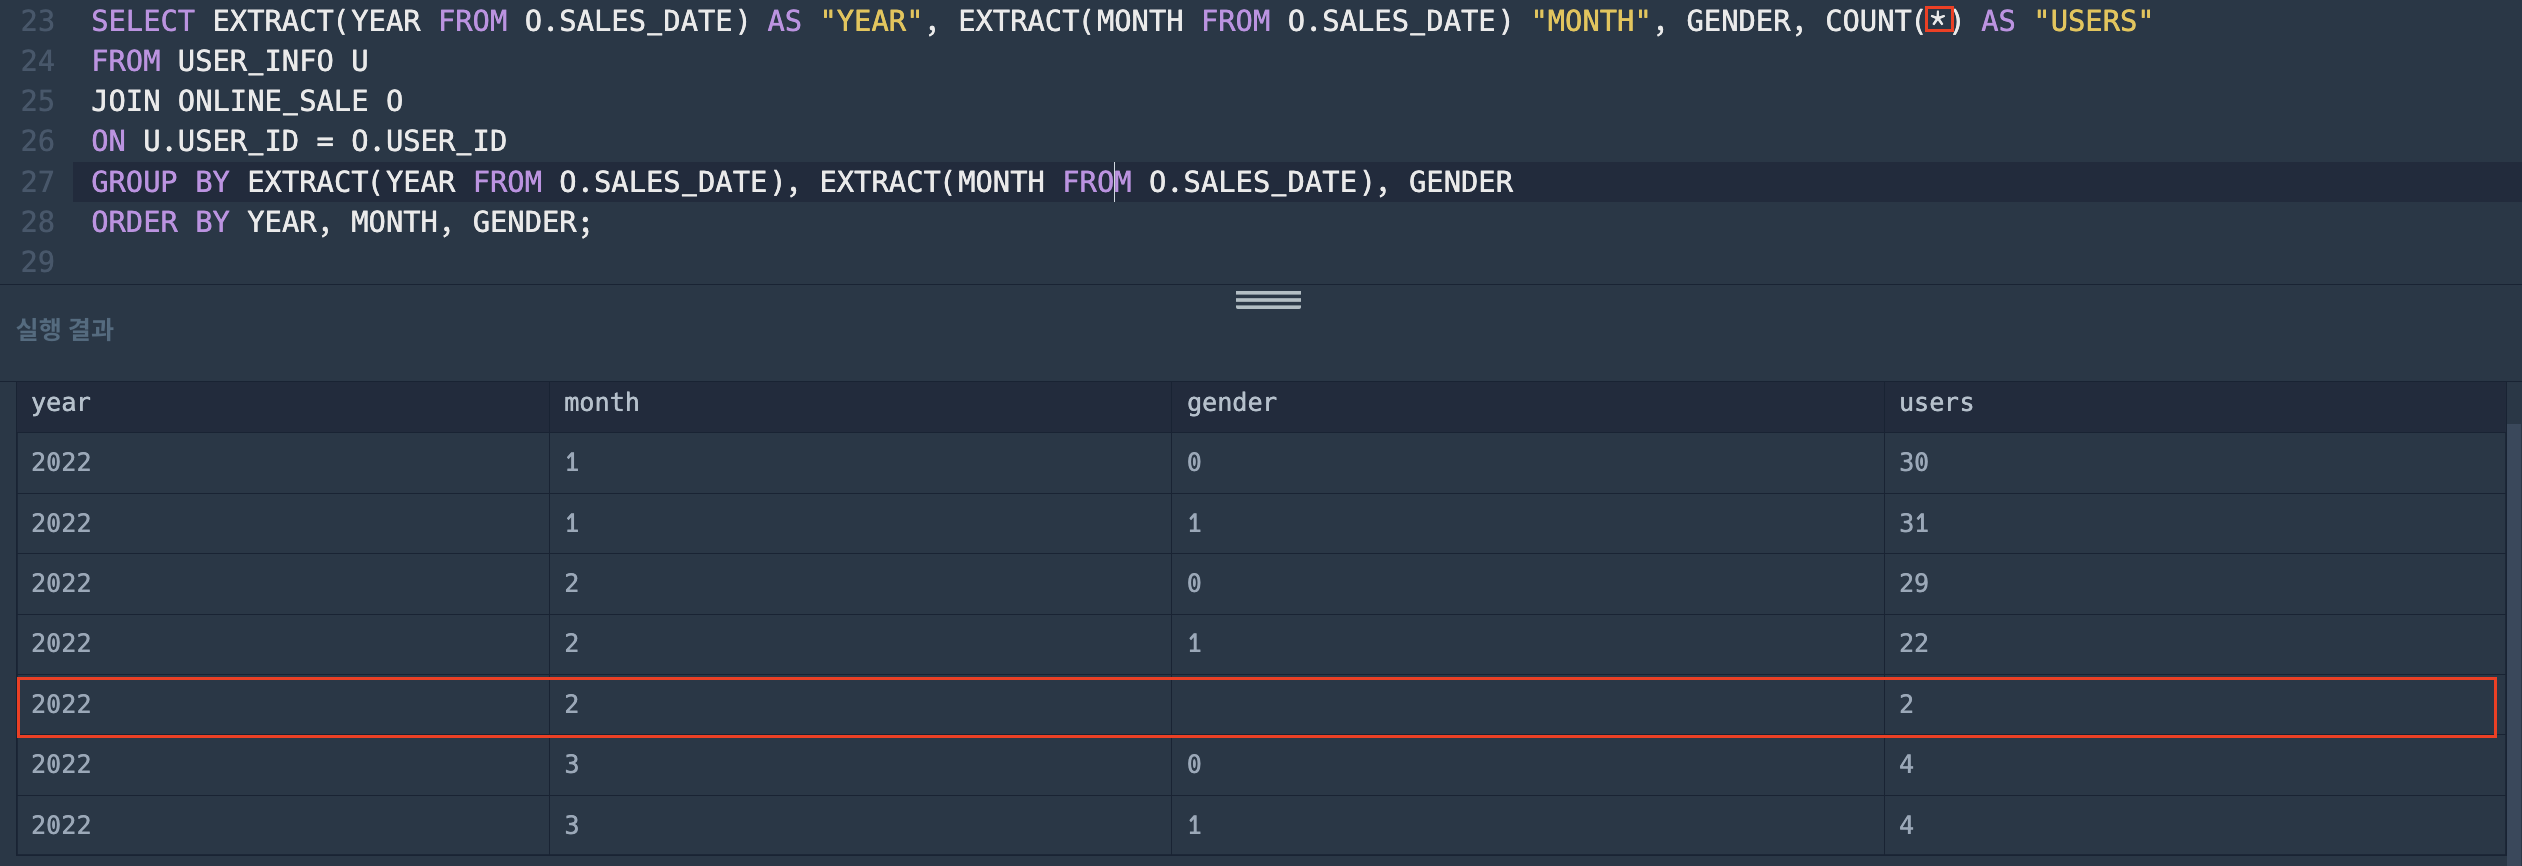 23 SELECT EXTRACT(YEAR FROM O.SALES_DATE) AS "YEAR", EXTRACT(MONTH FROM O.SALES_DATE) "MONTH", GENDER, COUNT(*) AS "USERS"
24 FROM USER_INFO U
25 JOIN ONLINE_SALE O
26 ON U.USER_ID = O.USER_ID
27 GROUP BY EXTRACT(YEAR FROM O.SALES_DATE), EXTRACT(MONTH FROM O.SALES_DATE), GENDER
28 ORDER BY YEAR, MONTH, GENDER;
29
실행 결과
year month gender users
2022 1 0 30
2022 1 1 31
2022 2 0 29
2022 2 1 22
2022 2 2
2022 3 0 4
2022 3 1 4